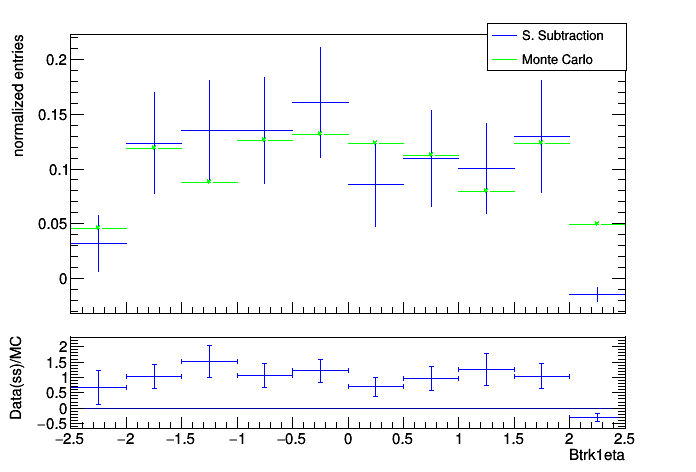 S. Subtraction
Monte Carlo
normalized entries
0.2
0.15
0.1
0.05
0
Data(ss)/MC
2
1.5
1
0.5
0
−0.5
−2.5 −2 −1.5 −1 −0.5 0 0.5 1 1.5 2 2.5
Btrk1eta